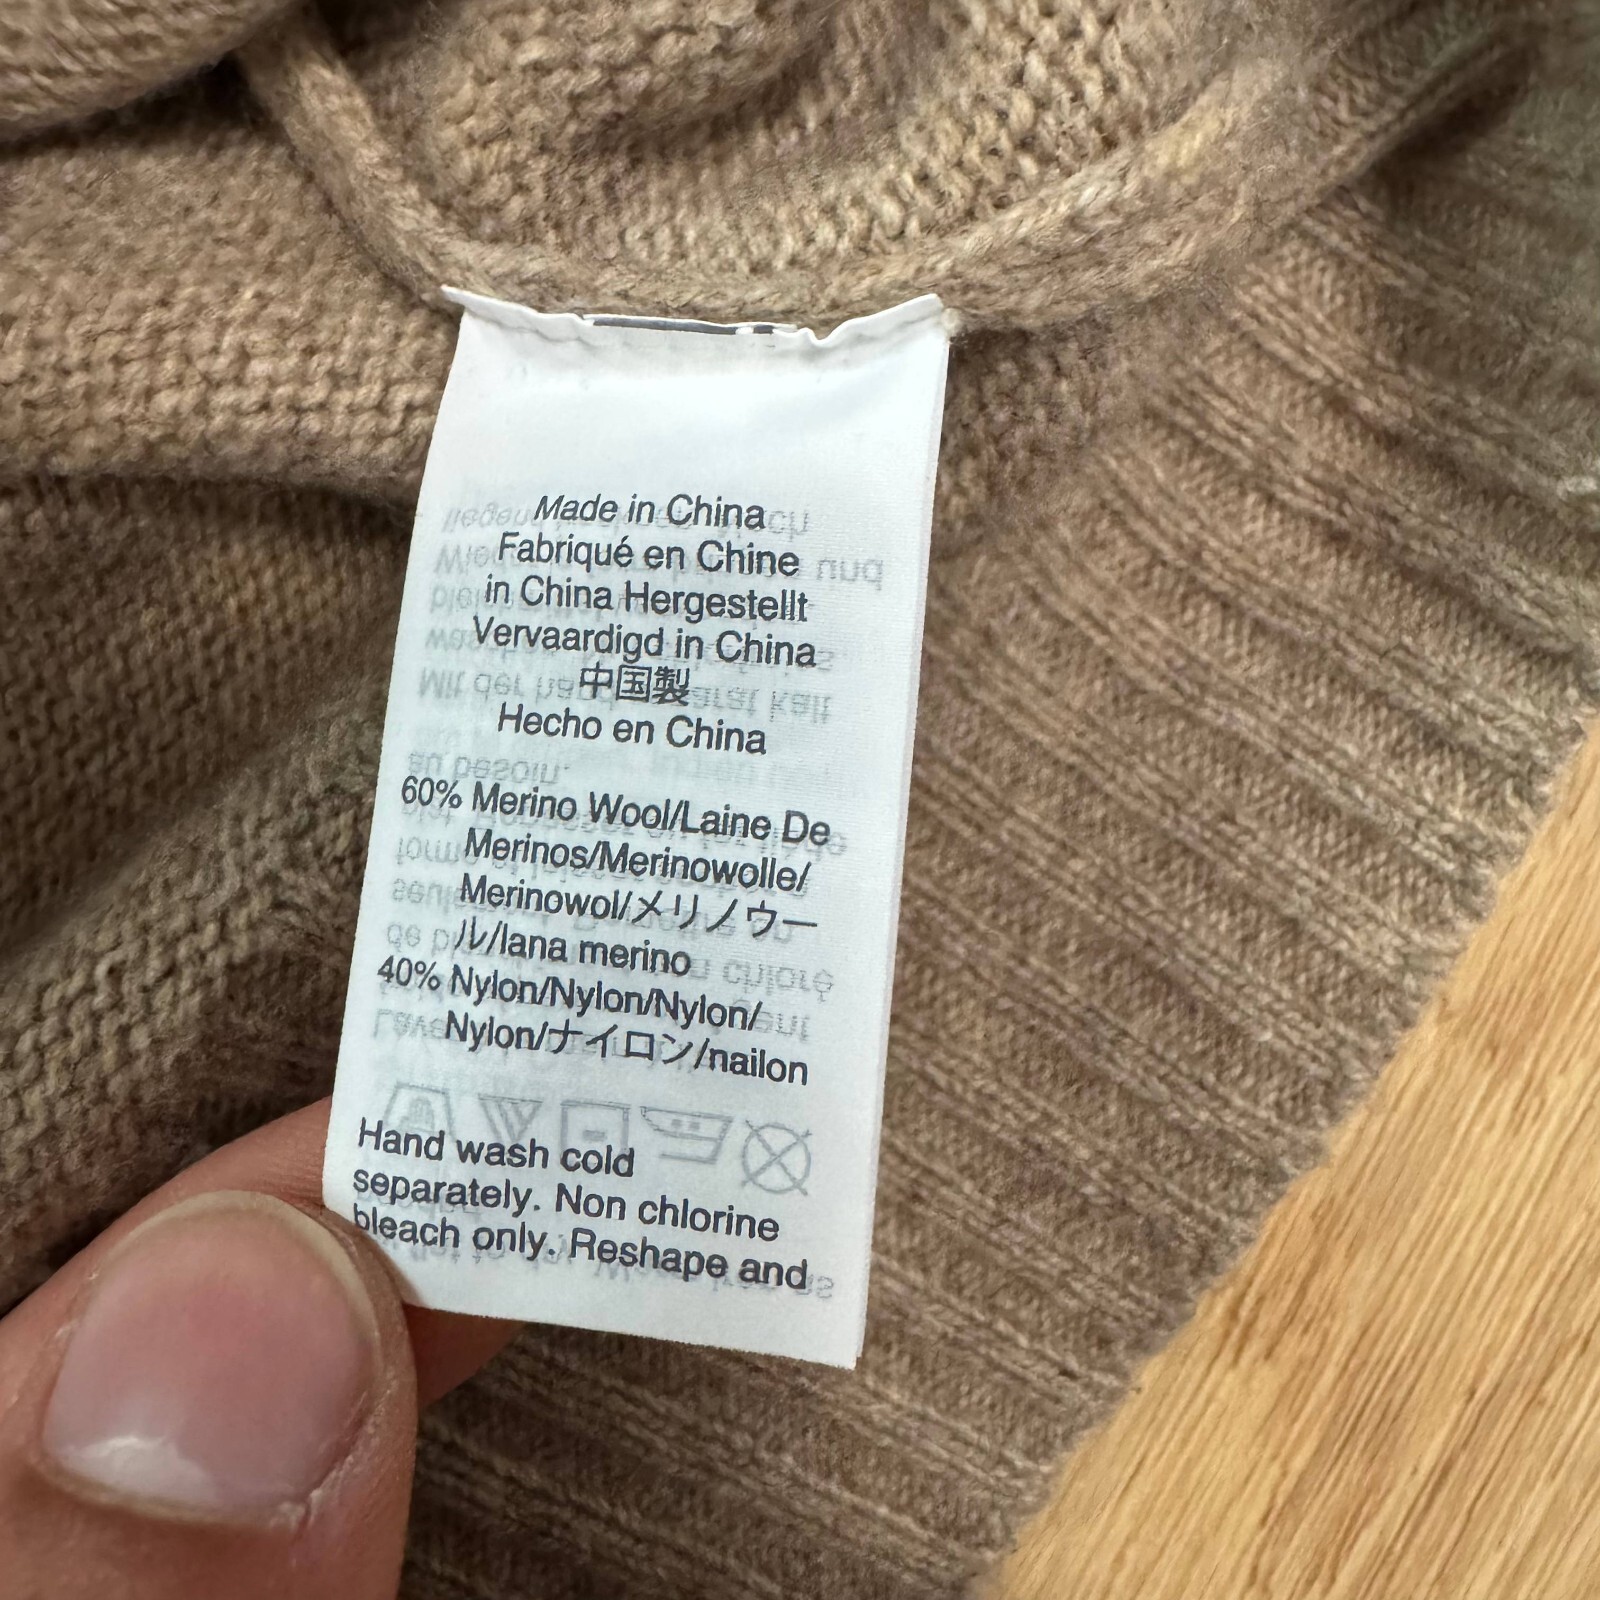 Made in China
Fabriqué en Chine
in China Hergestellt
Vervaardigd in China
中国製
Hecho en China
60% Merino Wool/Laine De
Merinos/Merinowolle/
Merinowol/メリノウー
ル/lana merino
40% Nylon/Nylon/Nylon/
Nylon/ナイロン/nailon
Hand wash cold
separately. Non chlorine
bleach only. Reshape and